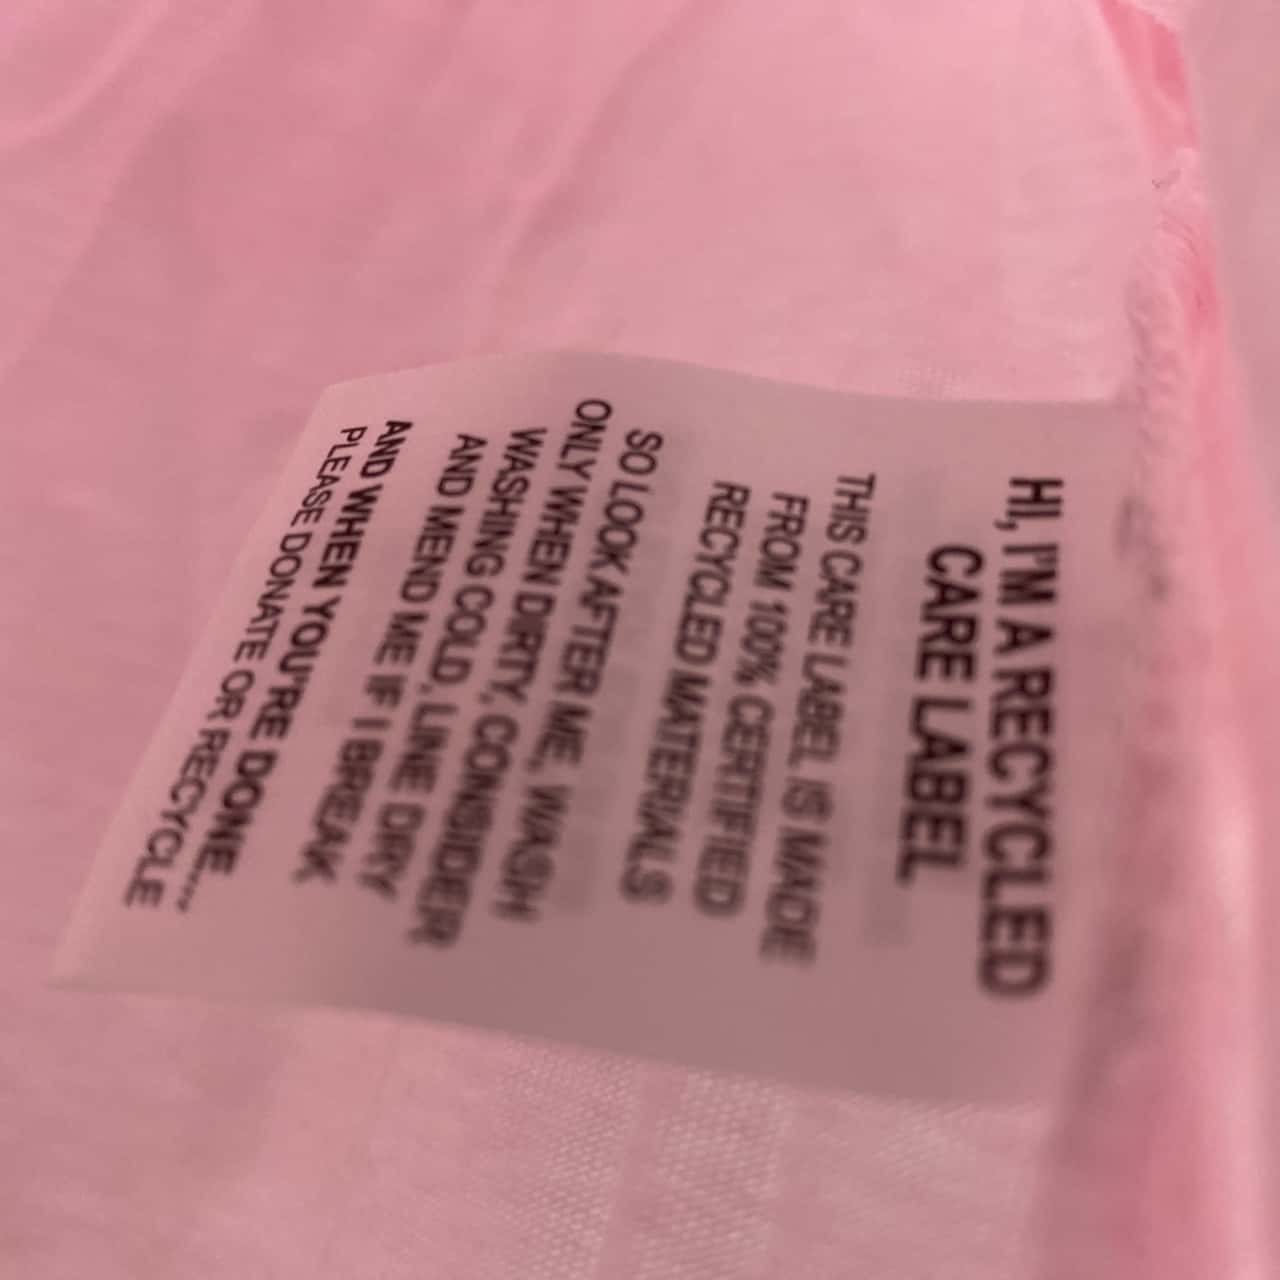 HI, I'M A RECYCLED
CARE LABEL
THIS CARE LABEL IS MADE
FROM 100% CERTIFIED
RECYCLED MATERIALS
SO LOOK AFTER ME, WASH
ONLY WHEN DIRTY, CONSIDER
WASHING COLD, LINE DRY
AND MEND ME IF I BREAK.
AND WHEN YOU'RE DONE.....
PLEASE DONATE OR RECYCLE